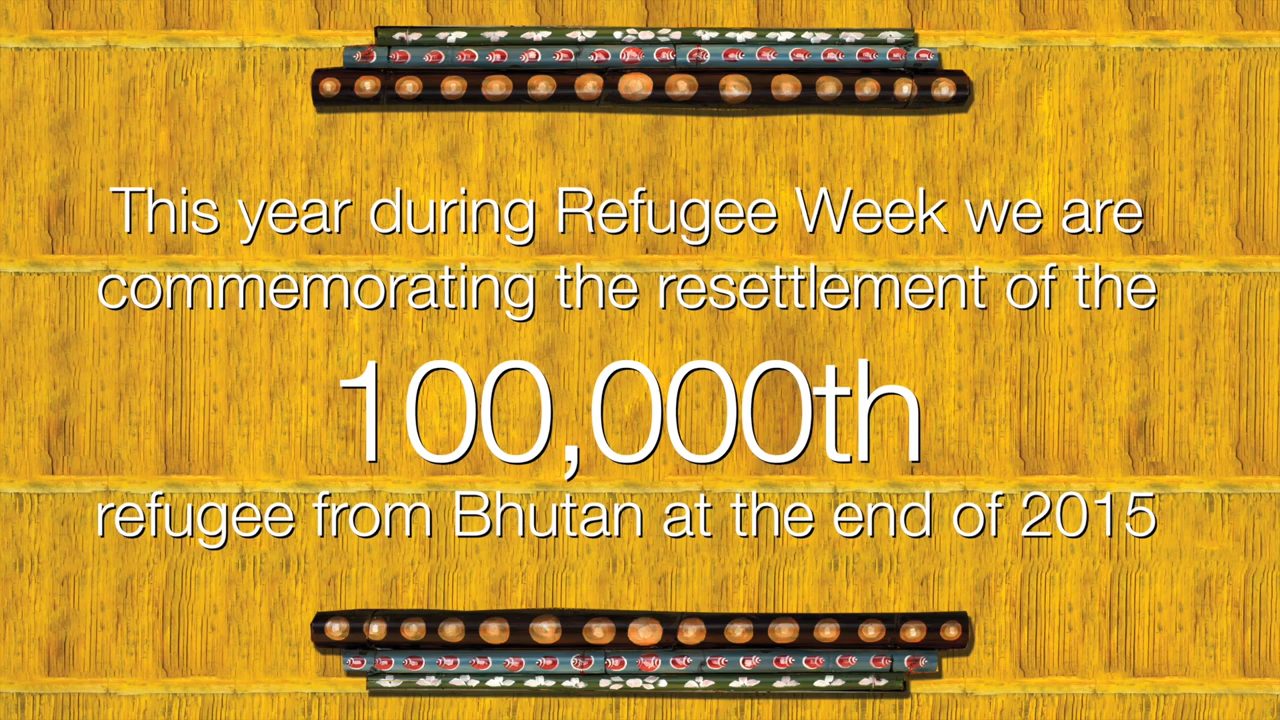 This year during Refugee Week we are
commemorating the resettlement of the
100,000th
refugee from Bhutan at the end of 2015